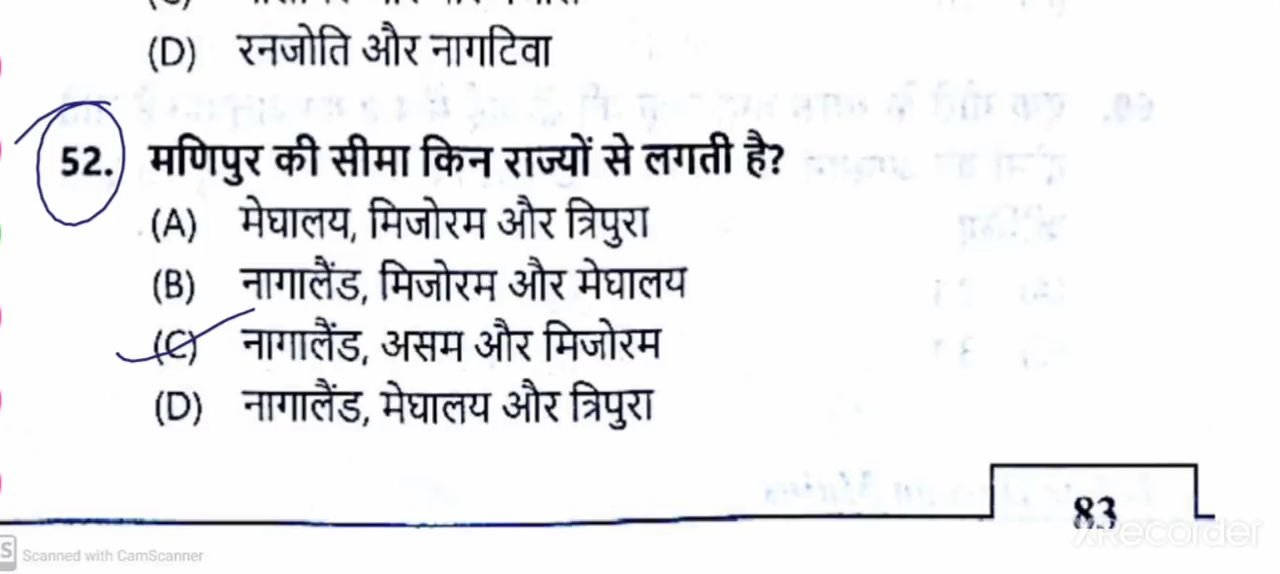 (D) रनजोति और नागटिवा
52. मणिपुर की सीमा किन राज्यों से लगती है?
(A) मेघालय, मिजोरम और त्रिपुरा
(B) नागालैंड, मिजोरम और मेघालय
(C) नागालैंड, असम और मिजोरम
(D) नागालैंड, मेघालय और त्रिपुरा
83
XRecorder
S Scanned with CamScanner